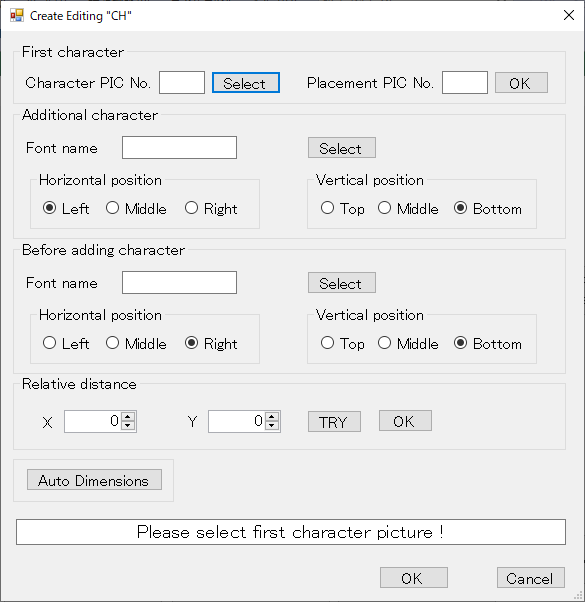 Create Editing "CH"
First character
Character PIC No. Select Placement PIC No. OK
Additional character
Font name Select
Horizontal position Vertical position
Left Middle Right Top Middle Bottom
Before adding character
Font name Select
Horizontal position Vertical position
Left Middle Right Top Middle Bottom
Relative distance
X 0 Y 0 TRY OK
Auto Dimensions
Please select first character picture !
OK Cancel